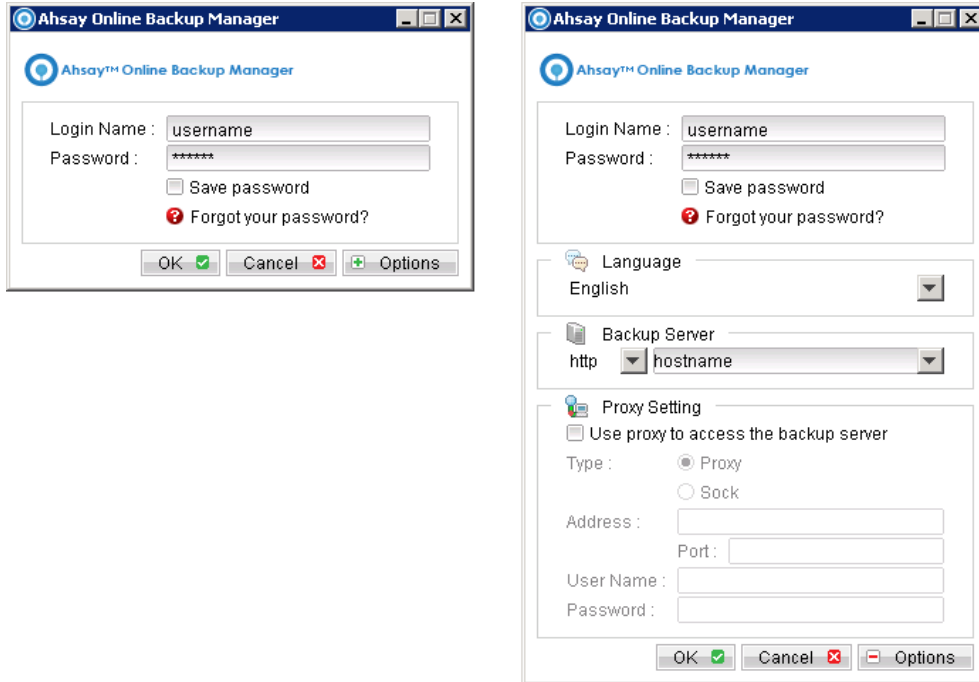 Ahsay Online Backup Manager
Ahsay™ Online Backup Manager
Login Name : username
Password : ******
Save password
Forgot your password?
OK Cancel Options
Ahsay Online Backup Manager
Ahsay™ Online Backup Manager
Login Name : username
Password : ******
Save password
Forgot your password?
Language
English
Backup Server
http hostname
Proxy Setting
Use proxy to access the backup server
Type : Proxy
Sock
Address :
Port :
User Name :
Password :
OK Cancel Options